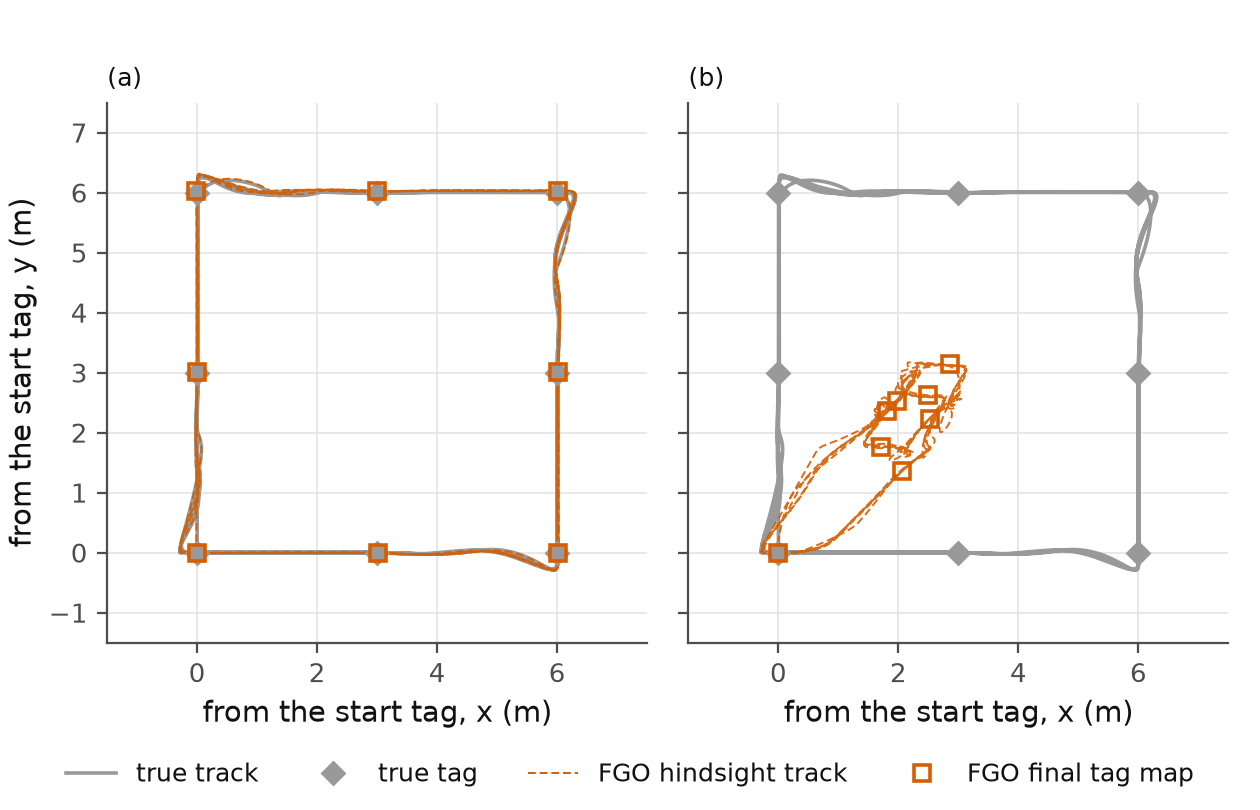 (a)
(b)
from the start tag, y (m)
7
6
5
4
3
2
1
0
−1
0 2 4 6
0 2 4 6
from the start tag, x (m)
from the start tag, x (m)
true track
true tag
FGO hindsight track
FGO final tag map